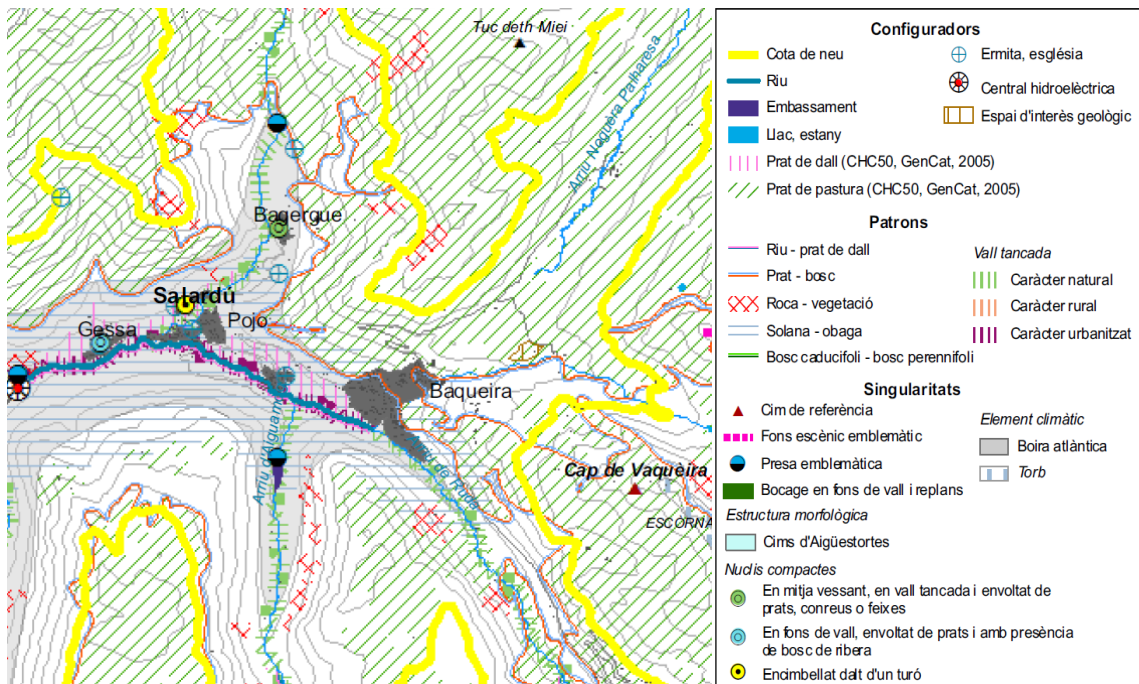 Tuc deth Miei
Arriu Noguera Palharesa
Bagergue
Salardú
Pojo
Gessa
Baqueira
Arriu d'Aiguamòg
Arriu de Ruda
Cap de Vaquèira
ESCORNA
Configuradors
Cota de neu
Riu
Embassament
Llac, estany
Prat de dall (CHC50, GenCat, 2005)
Prat de pastura (CHC50, GenCat, 2005)
Ermita, església
Central hidroelèctrica
Espai d'interès geològic
Patrons
Riu - prat de dall
Prat - bosc
Roca - vegetació
Solana - obaga
Bosc caducifoli - bosc perennifoli
Vall tancada
Caràcter natural
Caràcter rural
Caràcter urbanitzat
Singularitats
Cim de referència
Fons escènic emblemàtic
Presa emblemàtica
Bocage en fons de vall i replans
Estructura morfològica
Cims d'Aigüestortes
Nuclis compactes
En mitja vessant, en vall tancada i envoltat de
prats, conreus o feixes
En fons de vall, envoltat de prats i amb presència
de bosc de ribera
Encimbellat dalt d'un turó
Element climàtic
Boira atlàntica
Torb